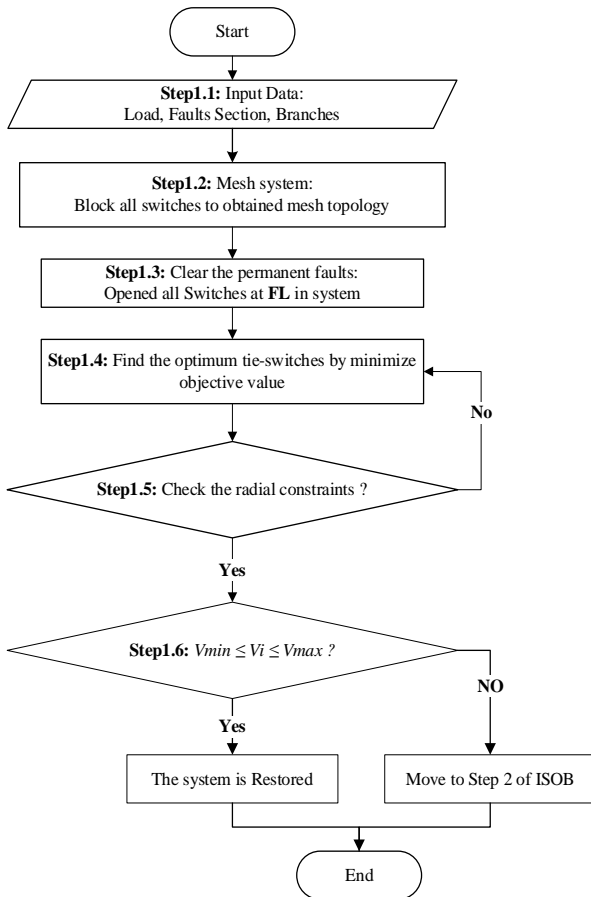 Start
Step1.1: Input Data:
Load, Faults Section, Branches
Step1.2: Mesh system:
Block all switches to obtained mesh topology
Step1.3: Clear the permanent faults:
Opened all Switches at FL in system
Step1.4: Find the optimum tie-switches by minimize
objective value
No
Step1.5: Check the radial constraints ?
Yes
Step1.6: Vmin ≤ Vi ≤ Vmax ?
NO
Yes
The system is Restored
Move to Step 2 of ISOB
End